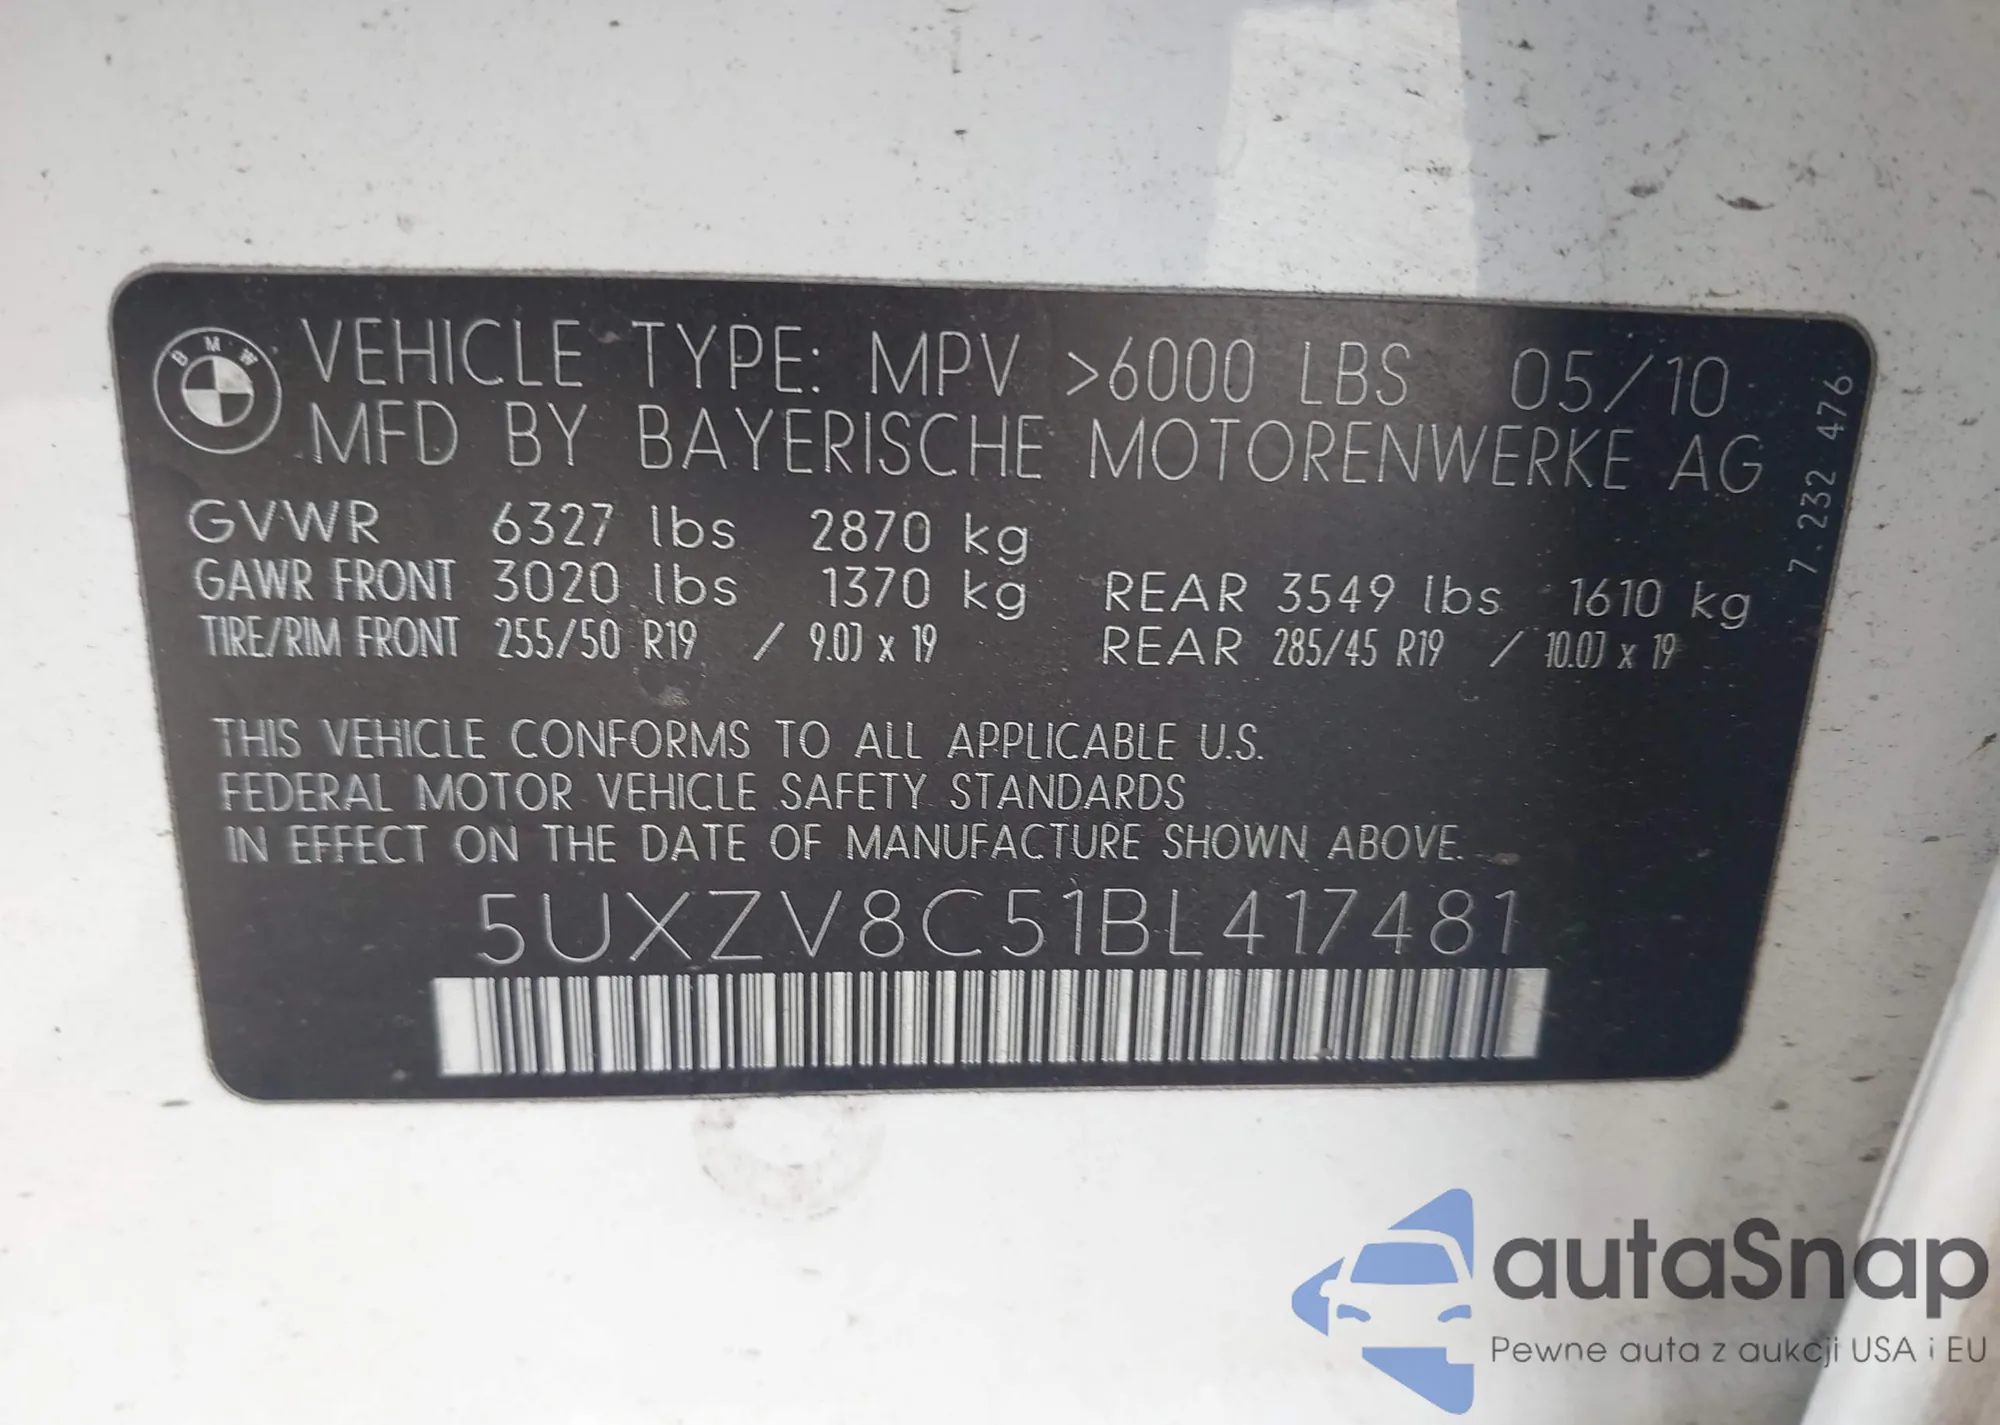 BMW
VEHICLE TYPE: MPV >6000 LBS 05/10
MFD BY BAYERISCHE MOTORENWERKE AG
7.232 476
GVWR 6327 lbs 2870 kg
GAWR FRONT 3020 lbs 1370 kg REAR 3549 lbs 1610 kg
TIRE/RIM FRONT 255/50 R19 / 9.0J x 19 REAR 285/45 R19 / 10.0J x 19
THIS VEHICLE CONFORMS TO ALL APPLICABLE U.S.
FEDERAL MOTOR VEHICLE SAFETY STANDARDS
IN EFFECT ON THE DATE OF MANUFACTURE SHOWN ABOVE.
5UXZV8C51BL417481
autaSnap
Pewne auta z aukcji USA i EU